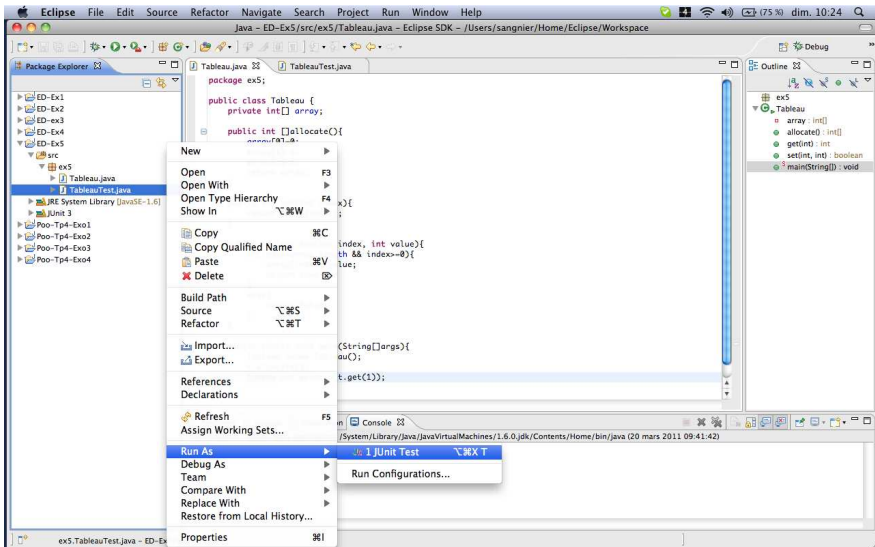 Eclipse File Edit Source Refactor Navigate Search Project Run Window Help (75 %) dim. 10:24
Java – ED-Ex5/src/ex5/Tableau.java – Eclipse SDK – /Users/sangnier/Home/Eclipse/Workspace
Debug
Package Explorer
ED-Ex1
ED-Ex2
ED-ex3
ED-Ex4
ED-Ex5
src
ex5
Tableau.java
TableauTest.java
JRE System Library [JavaSE-1.6]
JUnit 3
Poo-Tp4-Exo1
Poo-Tp4-Exo2
Poo-Tp4-Exo3
Poo-Tp4-Exo4
Tableau.java TableauTest.java
package ex5;
public class Tableau {
private int[] array;
public int []allocate(){
array[0]=0;
x){
;
index, int value){
th && index>=0){
lue;
(String[]args){
au();
t.get(1));
New
Open F3
Open With
Open Type Hierarchy F4
Show In ⌥⌘W
Copy ⌘C
Copy Qualified Name
Paste ⌘V
Delete ⌦
Build Path
Source ⌥⌘S
Refactor ⌥⌘T
Import...
Export...
References
Declarations
Refresh F5
Assign Working Sets...
Run As
Debug As
Team
Compare With
Replace With
Restore from Local History...
Properties ⌘I
1 JUnit Test ⌥⌘X T
Run Configurations...
Outline
ex5
Tableau
array : int[]
allocate() : int[]
get(int) : int
set(int, int) : boolean
main(String[]) : void
n Console
/System/Library/Java/JavaVirtualMachines/1.6.0.jdk/Contents/Home/bin/java (20 mars 2011 09:41:42)
ex5.TableauTest.java – ED-Ex